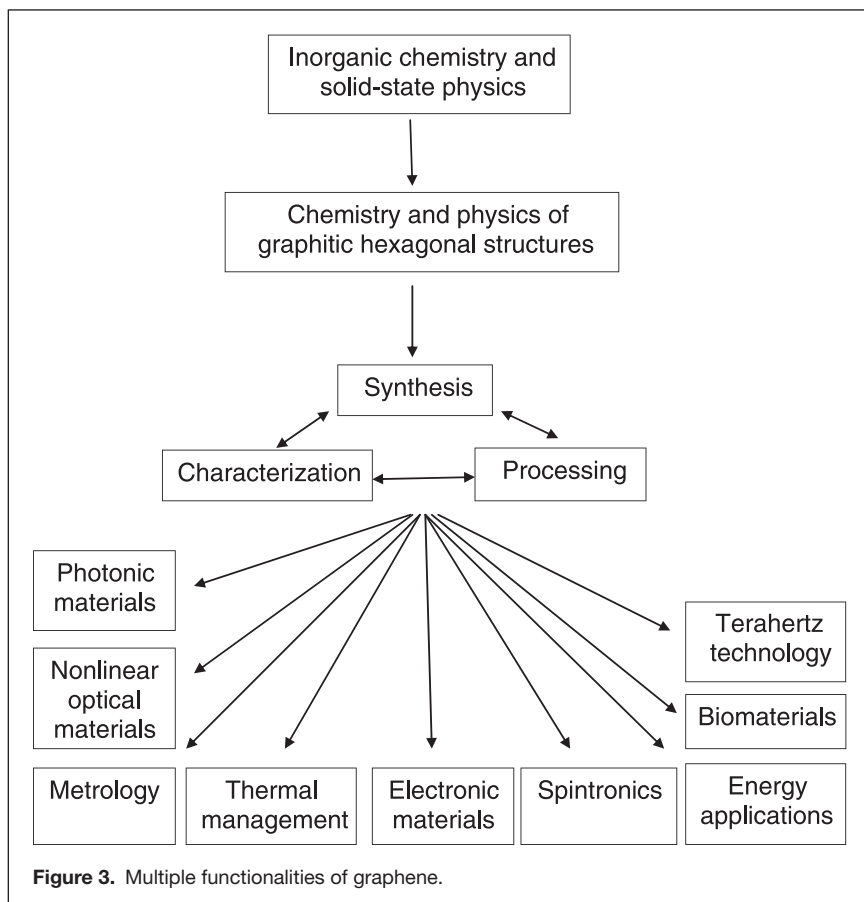 Inorganic chemistry and
solid-state physics
Chemistry and physics of
graphitic hexagonal structures
Synthesis
Characterization
Processing
Photonic
materials
Nonlinear
optical
materials
Terahertz
technology
Biomaterials
Metrology
Thermal
management
Electronic
materials
Spintronics
Energy
applications
Figure 3. Multiple functionalities of graphene.